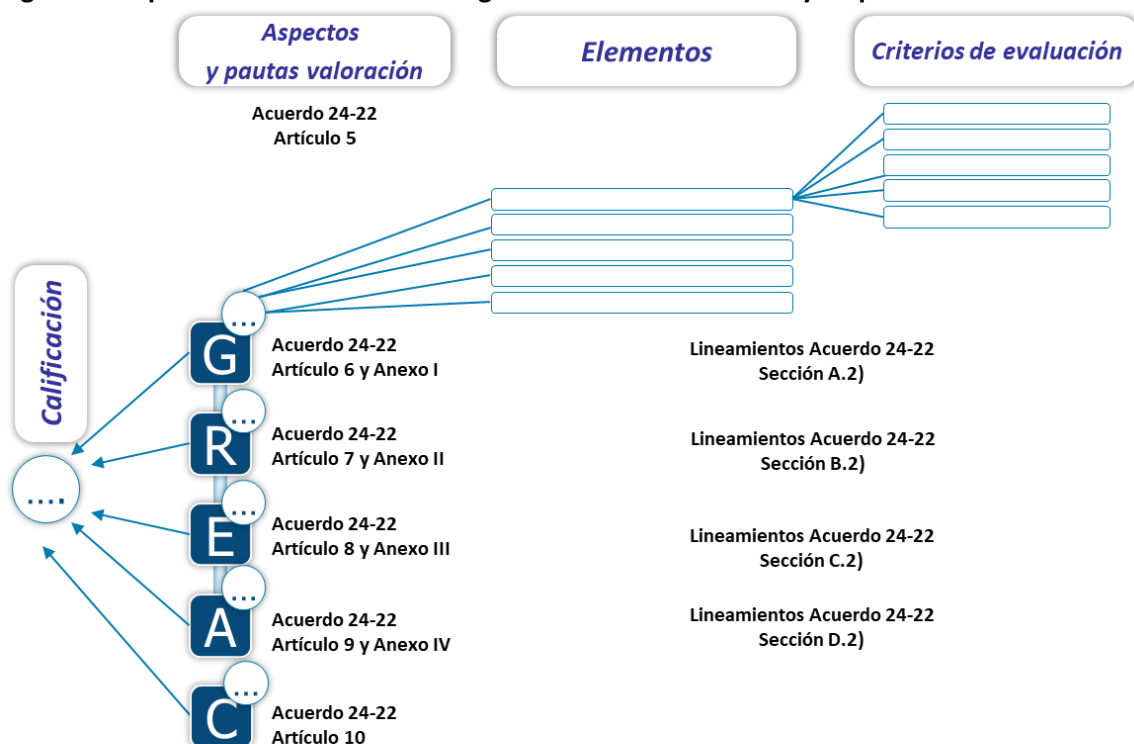 Aspectos
y pautas valoración
Elementos
Criterios de evaluación
Acuerdo 24-22
Artículo 5
Calificación
....
...
G
Acuerdo 24-22
Artículo 6 y Anexo I
Lineamientos Acuerdo 24-22
Sección A.2)
...
R
Acuerdo 24-22
Artículo 7 y Anexo II
Lineamientos Acuerdo 24-22
Sección B.2)
...
E
Acuerdo 24-22
Artículo 8 y Anexo III
Lineamientos Acuerdo 24-22
Sección C.2)
...
A
Acuerdo 24-22
Artículo 9 y Anexo IV
Lineamientos Acuerdo 24-22
Sección D.2)
...
C
Acuerdo 24-22
Artículo 10